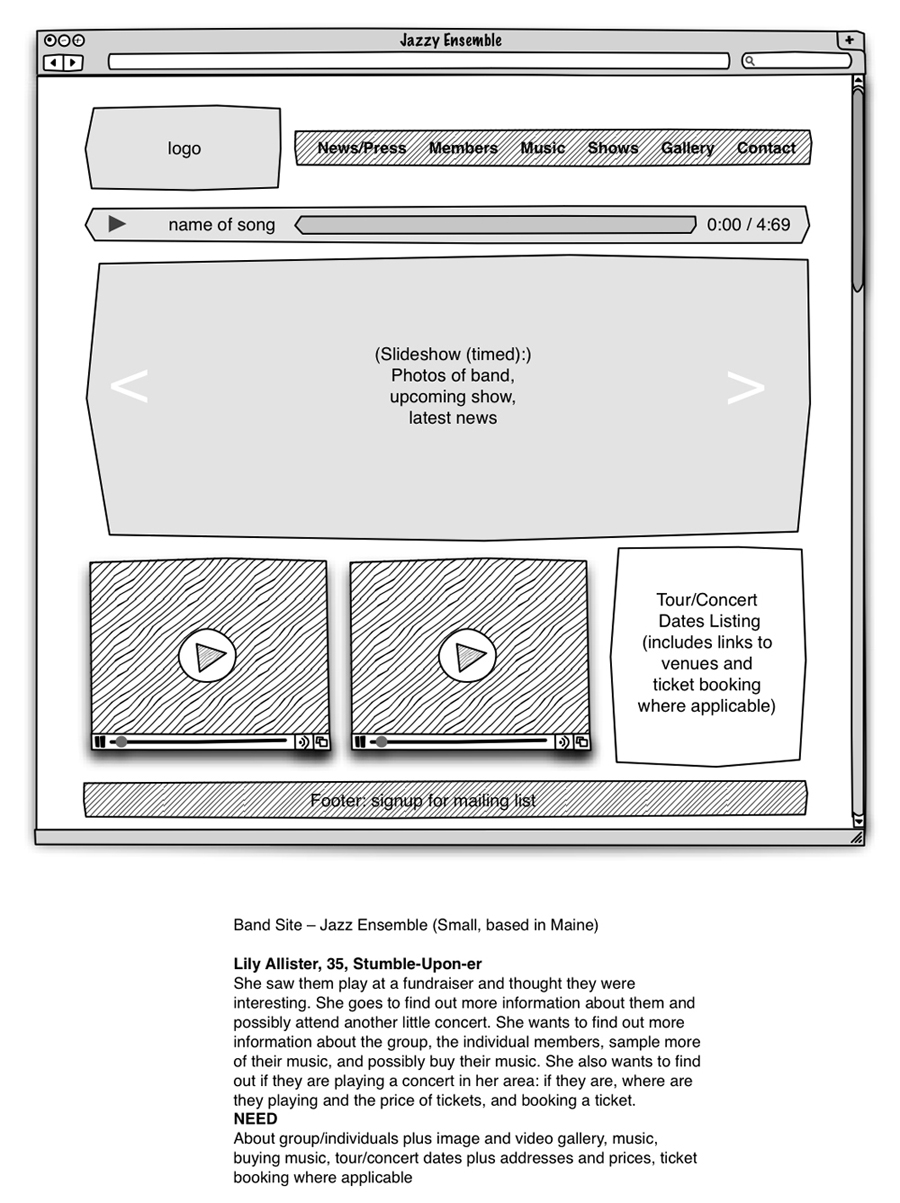 Jazzy Ensemble
logo
News/Press Members Music Shows Gallery Contact
name of song 0:00 / 4:69
(Slideshow (timed):)
Photos of band,
upcoming show,
latest news
< >
Tour/Concert
Dates Listing
(includes links to
venues and
ticket booking
where applicable)
Footer: signup for mailing list
Band Site – Jazz Ensemble (Small, based in Maine)
Lily Allister, 35, Stumble-Upon-er
She saw them play at a fundraiser and thought they were
interesting. She goes to find out more information about them and
possibly attend another little concert. She wants to find out more
information about the group, the individual members, sample more
of their music, and possibly buy their music. She also wants to find
out if they are playing a concert in her area: if they are, where are
they playing and the price of tickets, and booking a ticket.
NEED
About group/individuals plus image and video gallery, music,
buying music, tour/concert dates plus addresses and prices, ticket
booking where applicable